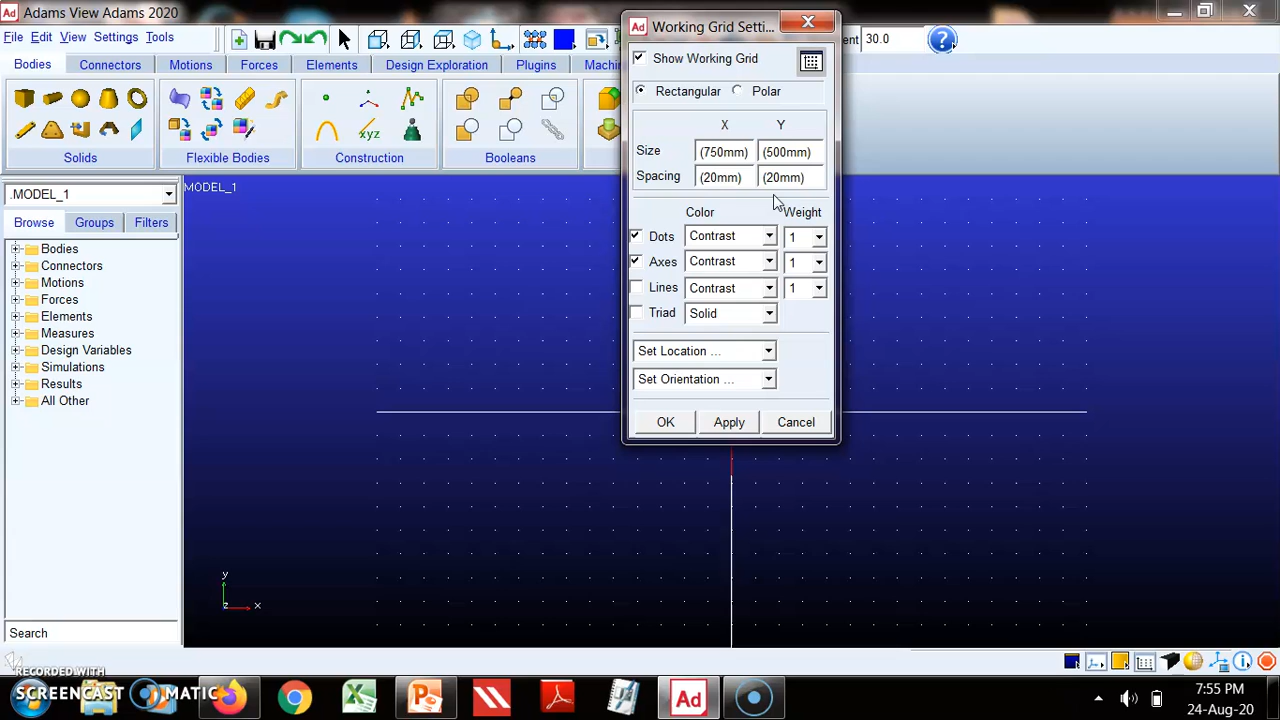 Ad Adams View Adams 2020
File Edit View Settings Tools
30.0
Bodies Connectors Motions Forces Elements Design Exploration Plugins
Solids Flexible Bodies Construction Booleans
.MODEL_1
Browse Groups Filters
Bodies
Connectors
Motions
Forces
Elements
Measures
Design Variables
Simulations
Results
All Other
Search
MODEL_1
y
z x
Ad Working Grid Setti...
Show Working Grid
Rectangular Polar
X Y
Size (750mm) (500mm)
Spacing (20mm) (20mm)
Color Weight
Dots Contrast 1
Axes Contrast 1
Lines Contrast 1
Triad Solid
Set Location ...
Set Orientation ...
OK Apply Cancel
RECORDED WITH
SCREENCAST MATIC
Ad
7:55 PM
24-Aug-20